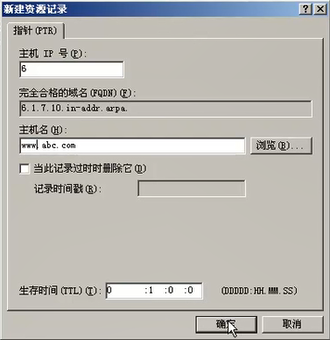 新建资源记录
指针(PTR)
主机 IP 号(P):
6
完全合格的域名(FQDN)(F):
6.1.7.10.in-addr.arpa.
主机名(H):
www.abc.com
浏览(B)...
当此记录过时时删除它(D)
记录时间戳(R):
生存时间(TTL)(T): 0 :1 :0 :0 (DDDDD:HH.MM.SS)
确定 取消